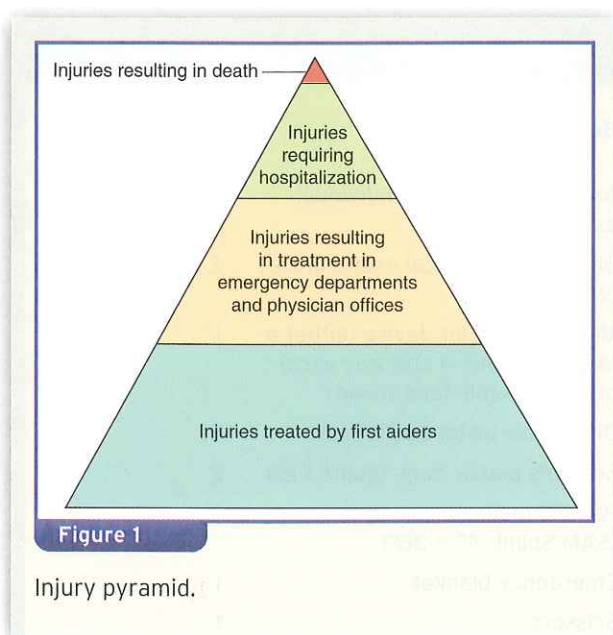 Injuries resulting in death
Injuries
requiring
hospitalization
Injuries resulting
in treatment in
emergency departments
and physician offices
Injuries treated by first aiders
Figure 1
Injury pyramid.